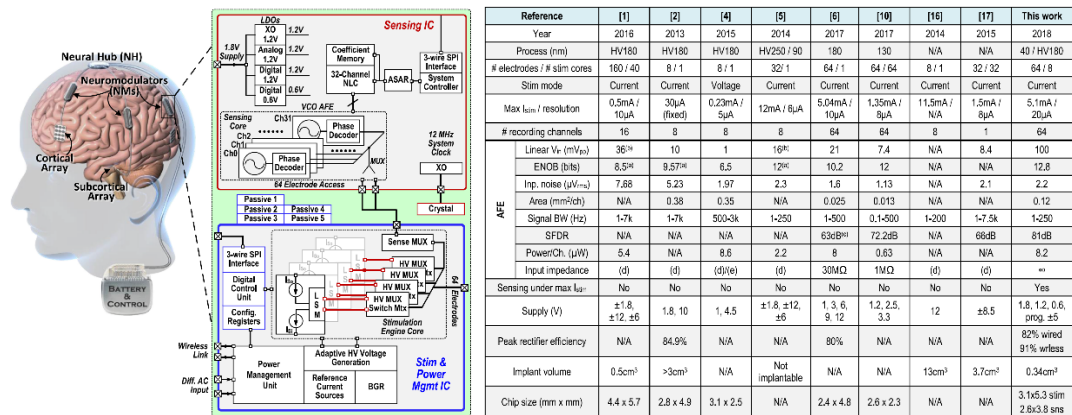 Neural Hub (NH)
Neuromodulators
(NMs)
Cortical
Array
Subcortical
Array
BATTERY &
CONTROL
Sensing IC
LDOs
1.8V
Supply
XO
1.2V
Analog
1.2V
Digital
1.2V
Digital
0.6V
1.2V
1.2V
1.2V
0.6V
Coefficient
Memory
32-Channel
NLC
ASAR
3-wire SPI
Interface
System
Controller
VCO AFE
Sensing
Core
Ch31
Ch2
Ch1
Ch0
Phase
Decoder
Phase
Decoder
MUX
12 MHz
System
Clock
XO
Crystal
64 Electrode Access
Passive 1
Passive 2 Passive 4
Passive 3 Passive 5
3-wire SPI
Interface
Digital
Control
Unit
Config.
Registers
Sense MUX
HV MUX
HV MUX
HV MUX
HV MUX
Switch Mtx
L
S
M
Stimulation
Engine Core
64 Electrodes
Wireless
Link
Diff. AC
Input
Power
Management
Unit
Adaptive HV Voltage
Generation
Reference
Current
Sources
BGR
Stim &
Power
Mgmt IC
Reference [1] [2] [4] [5] [6] [10] [16] [17] This work
Year 2016 2013 2015 2014 2017 2017 2014 2015 2018
Process (nm) HV180 HV180 HV180 HV250 / 90 180 130 N/A N/A 40 / HV180
# electrodes / # stim cores 160 / 40 8 / 1 8 / 1 32/ 1 64 / 1 64 / 64 8 / 1 32 / 32 64 / 8
Stim mode Current Current Voltage Current Current Current Current Current Current
Max Istim / resolution 0.5mA / 10µA 30µA (fixed) 0.23mA / 5µA 12mA / 6µA 5.04mA / 10µA 1.35mA / 8µA 11.5mA / N/A 1.5mA / 8µA 5.1mA / 20µA
# recording channels 16 8 8 8 64 64 8 1 64
AFE
Linear Vin (mVpp) 36(b) 10 1 16(b) 21 7.4 N/A 8.4 100
ENOB (bits) 8.5(a) 9.57(a) 6.5 12(a) 10.2 12 N/A N/A 12.8
Inp. noise (µVrms) 7.68 5.23 1.97 2.3 1.6 1.13 N/A 2.1 2.2
Area (mm²/ch) N/A 0.38 0.35 N/A 0.025 0.013 N/A N/A 0.12
Signal BW (Hz) 1-7k 1-7k 500-3k 1-250 1-500 0.1-500 1-200 1-7.5k 1-250
SFDR N/A N/A N/A N/A 63dB(c) 72.2dB N/A 68dB 81dB
Power/Ch. (µW) 5.4 N/A 8.6 2.2 8 0.63 N/A N/A 8.2
Input impedance (d) (d) (d)/(e) (d) 30MΩ 1MΩ (d) (d) ∞
Sensing under max Istim No No No No No No No No Yes
Supply (V) ±1.8, ±12, ±6 1.8, 10 1, 4.5 ±1.8, ±12, ±6 1, 3, 6, 9, 12 1.2, 2.5, 3.3 12 ±8.5 1.8, 1.2, 0.6, prog. ±5
Peak rectifier efficiency N/A 84.9% N/A N/A 80% N/A N/A N/A 82% wired 91% wrless
Implant volume 0.5cm³ >3cm³ N/A Not implantable N/A N/A 13cm³ 3.7cm³ 0.34cm³
Chip size (mm x mm) 4.4 x 5.7 2.8 x 4.9 3.1 x 2.5 N/A 2.4 x 4.8 2.6 x 2.3 N/A N/A 3.1x5.3 stim 2.6x3.8 sns